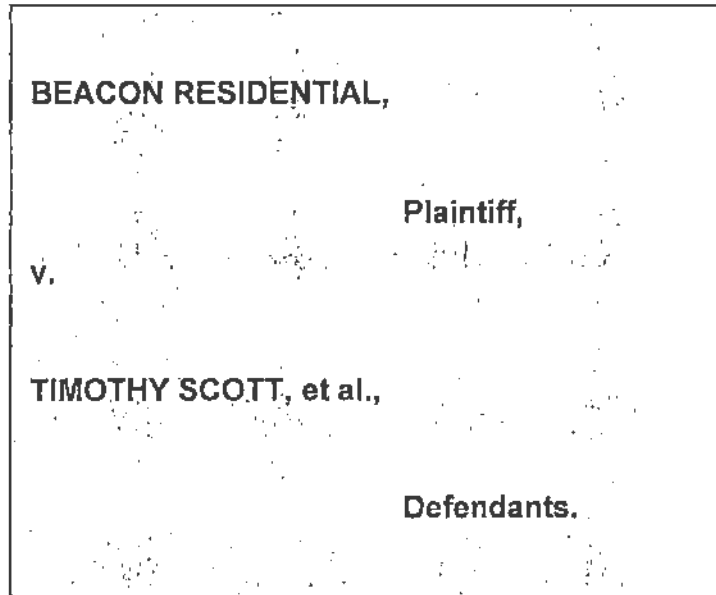 BEACON RESIDENTIAL,
Plaintiff,
v.
TIMOTHY SCOTT, et al.,
Defendants.